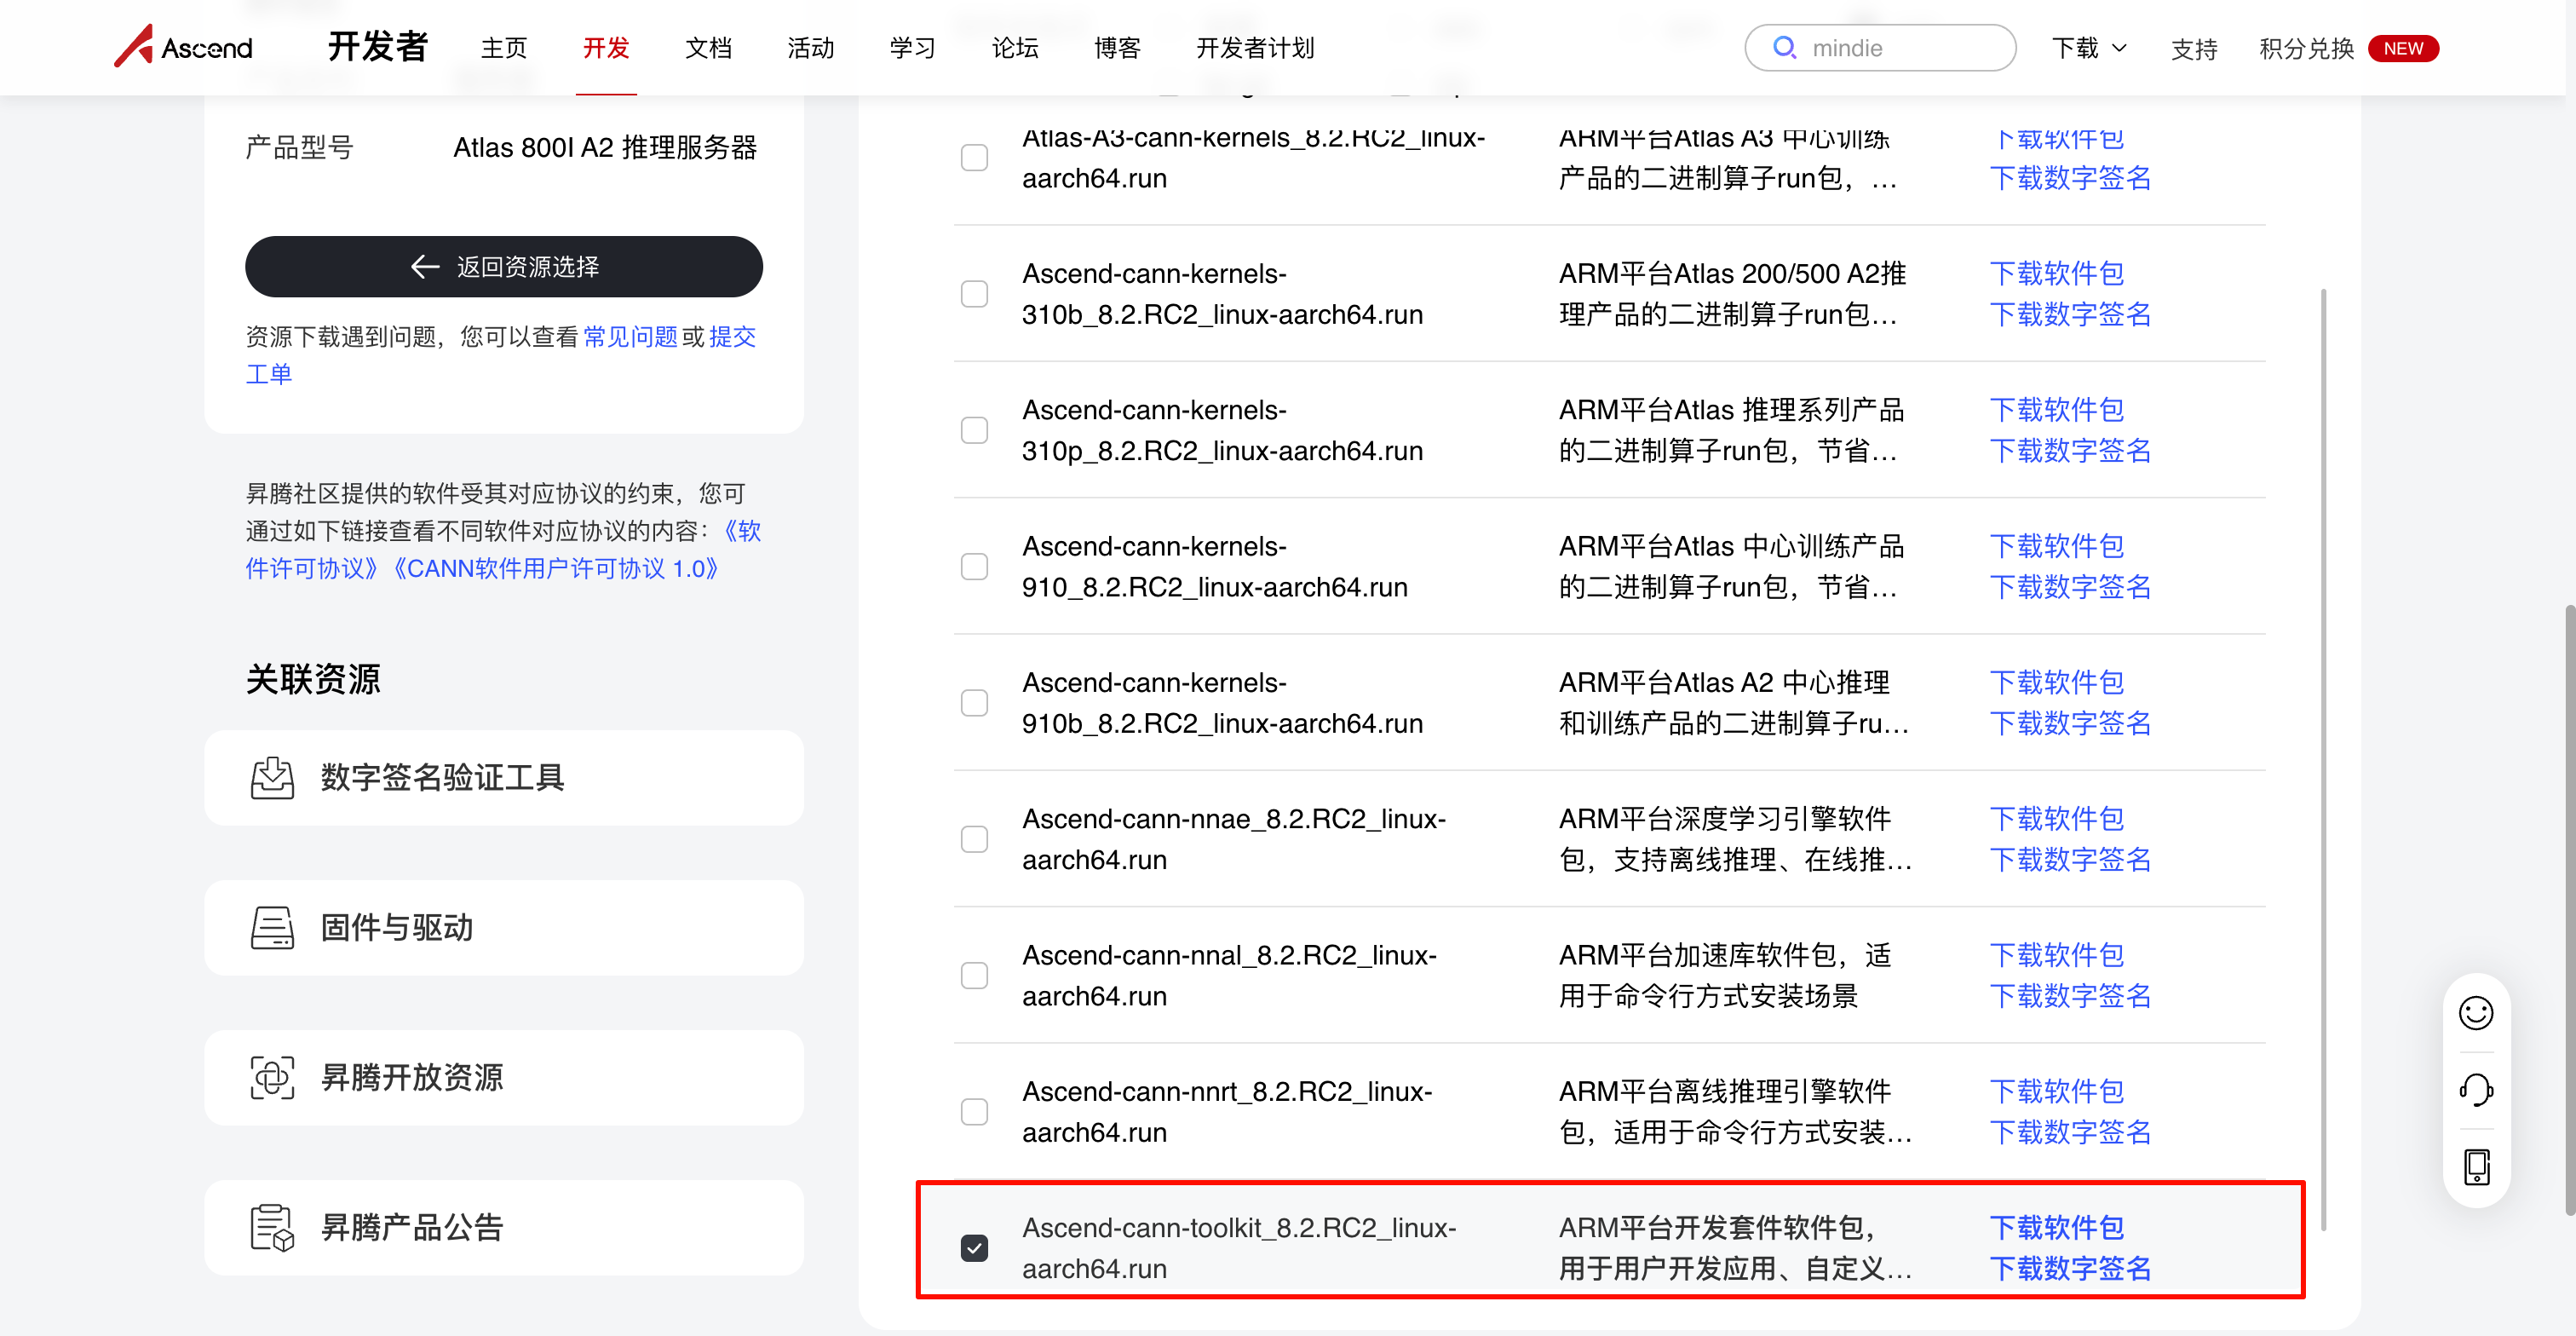 Ascend
开发者
主页
开发
文档
活动
学习
论坛
博客
开发者计划
mindie
下载
支持
积分兑换
NEW
产品型号
Atlas 800I A2 推理服务器
返回资源选择
资源下载遇到问题，您可以查看常见问题或提交
工单
昇腾社区提供的软件受其对应协议的约束，您可
通过如下链接查看不同软件对应协议的内容：《软
件许可协议》《CANN软件用户许可协议 1.0》
关联资源
数字签名验证工具
固件与驱动
昇腾开放资源
昇腾产品公告
Atlas-A3-cann-kernels_8.2.RC2_linux-
aarch64.run
ARM平台Atlas A3 中心训练
产品的二进制算子run包，...
下载软件包
下载数字签名
Ascend-cann-kernels-
310b_8.2.RC2_linux-aarch64.run
ARM平台Atlas 200/500 A2推
理产品的二进制算子run包...
下载软件包
下载数字签名
Ascend-cann-kernels-
310p_8.2.RC2_linux-aarch64.run
ARM平台Atlas 推理系列产品
的二进制算子run包，节省...
下载软件包
下载数字签名
Ascend-cann-kernels-
910_8.2.RC2_linux-aarch64.run
ARM平台Atlas 中心训练产品
的二进制算子run包，节省...
下载软件包
下载数字签名
Ascend-cann-kernels-
910b_8.2.RC2_linux-aarch64.run
ARM平台Atlas A2 中心推理
和训练产品的二进制算子ru...
下载软件包
下载数字签名
Ascend-cann-nnae_8.2.RC2_linux-
aarch64.run
ARM平台深度学习引擎软件
包，支持离线推理、在线推...
下载软件包
下载数字签名
Ascend-cann-nnal_8.2.RC2_linux-
aarch64.run
ARM平台加速库软件包，适
用于命令行方式安装场景
下载软件包
下载数字签名
Ascend-cann-nnrt_8.2.RC2_linux-
aarch64.run
ARM平台离线推理引擎软件
包，适用于命令行方式安装...
下载软件包
下载数字签名
Ascend-cann-toolkit_8.2.RC2_linux-
aarch64.run
ARM平台开发套件软件包，
用于用户开发应用、自定义...
下载软件包
下载数字签名